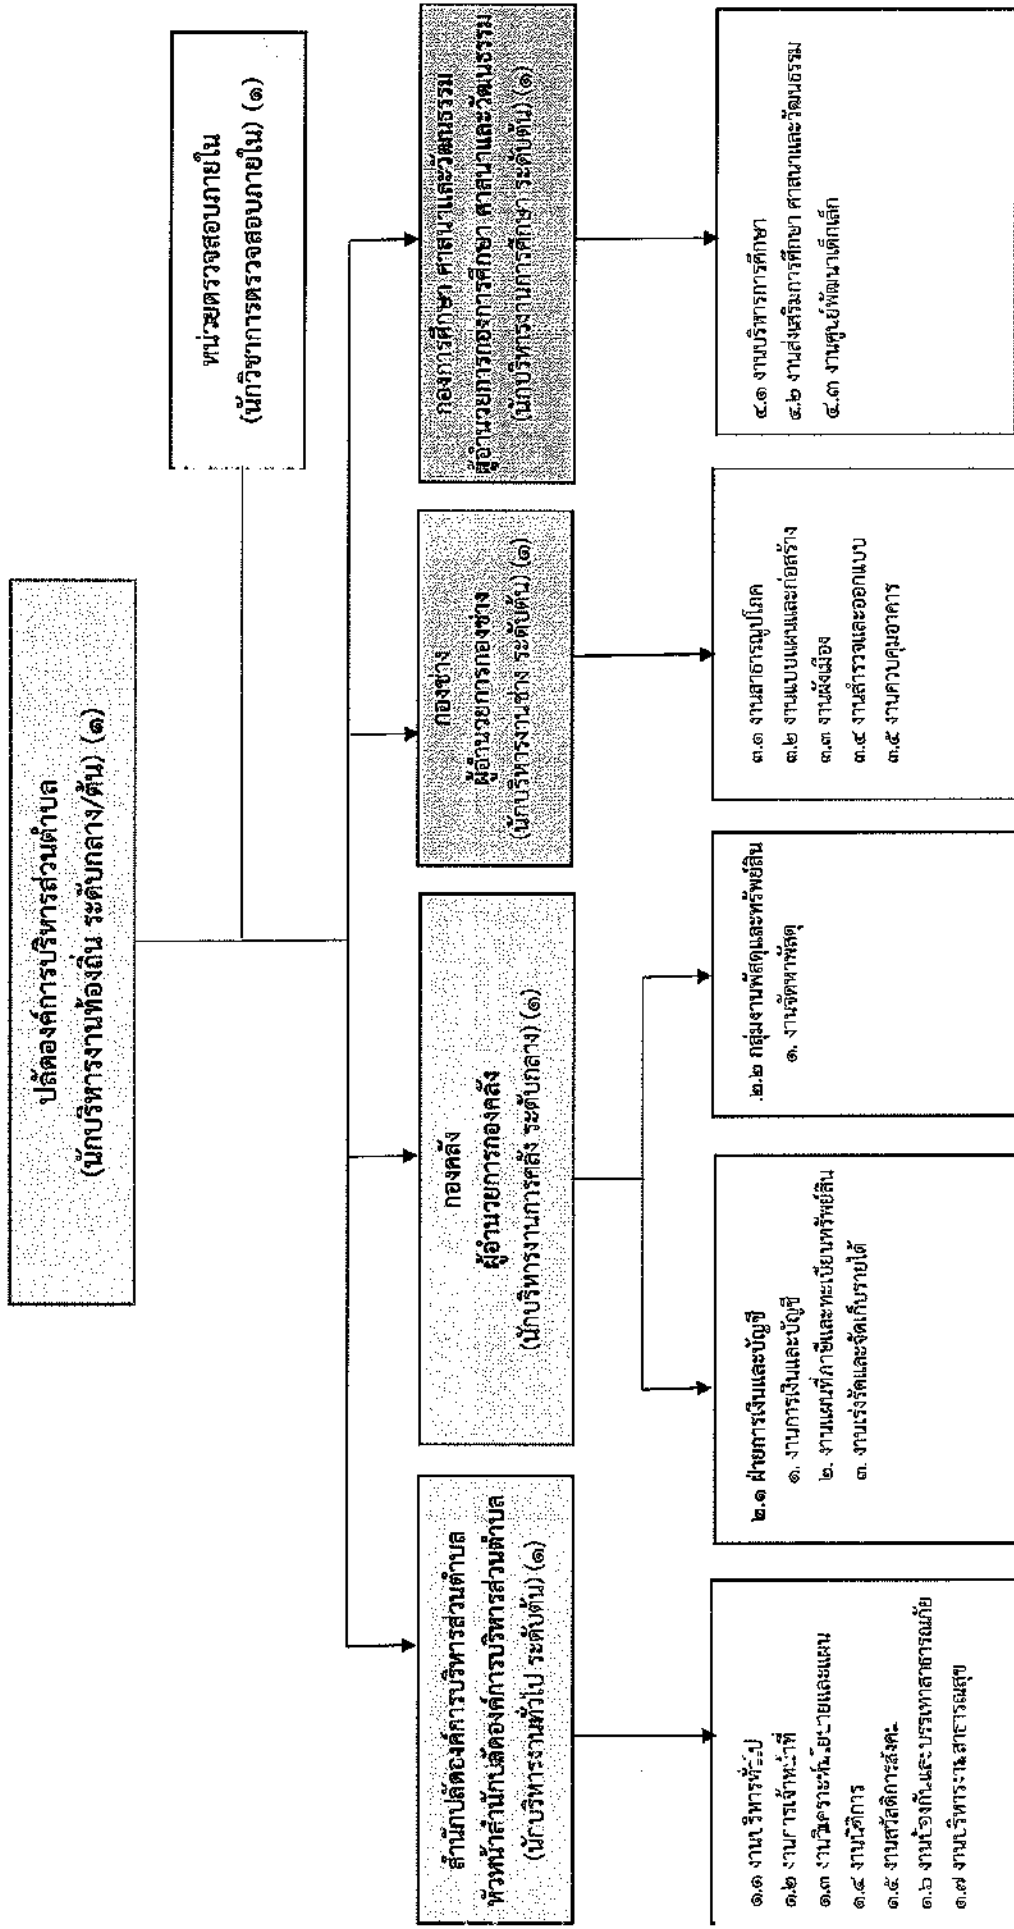 ปลัดองค์การบริหารส่วนตำบล
(นักบริหารงานท้องถิ่น ระดับกลาง/ต้น) (๑)
หน่วยตรวจสอบภายใน
(นักวิชาการตรวจสอบภายใน) (๑)
สำนักปลัดองค์การบริหารส่วนตำบล
หัวหน้าสำนักปลัดองค์การบริหารส่วนตำบล
(นักบริหารงานทั่วไป ระดับต้น) (๑)
กองคลัง
ผู้อำนวยการกองคลัง
(นักบริหารงานการคลัง ระดับกลาง) (๑)
กองช่าง
ผู้อำนวยการกองช่าง
(นักบริหารงานช่าง ระดับต้น) (๑)
กองการศึกษา ศาสนาและวัฒนธรรม
ผู้อำนวยการกองการศึกษา ศาสนาและวัฒนธรรม
(นักบริหารงานการศึกษา ระดับต้น) (๑)
๑.๑ งานบริหารทั่วไป
๑.๒ งานการเจ้าหน้าที่
๑.๓ งานวิเคราะห์นโยบายและแผน
๑.๔ งานนิติการ
๑.๕ งานสวัสดิการสังคม
๑.๖ งานป้องกันและบรรเทาสาธารณภัย
๑.๗ งานบริหารงานสาธารณสุข
๒.๑ ฝ่ายการเงินและบัญชี
๑. งานการเงินและบัญชี
๒. งานแผนที่ภาษีและทะเบียนทรัพย์สิน
๓. งานเร่งรัดและจัดเก็บรายได้
๒.๒ กลุ่มงานพัสดุและทรัพย์สิน
๑. งานจัดหาพัสดุ
๓.๑ งานสาธารณูปโภค
๓.๒ งานแบบแผนและก่อสร้าง
๓.๓ งานผังเมือง
๓.๔ งานสำรวจและออกแบบ
๓.๕ งานควบคุมอาคาร
๔.๑ งานบริหารการศึกษา
๔.๒ งานส่งเสริมการศึกษา ศาสนาและวัฒนธรรม
๔.๓ งานศูนย์พัฒนาเด็กเล็ก